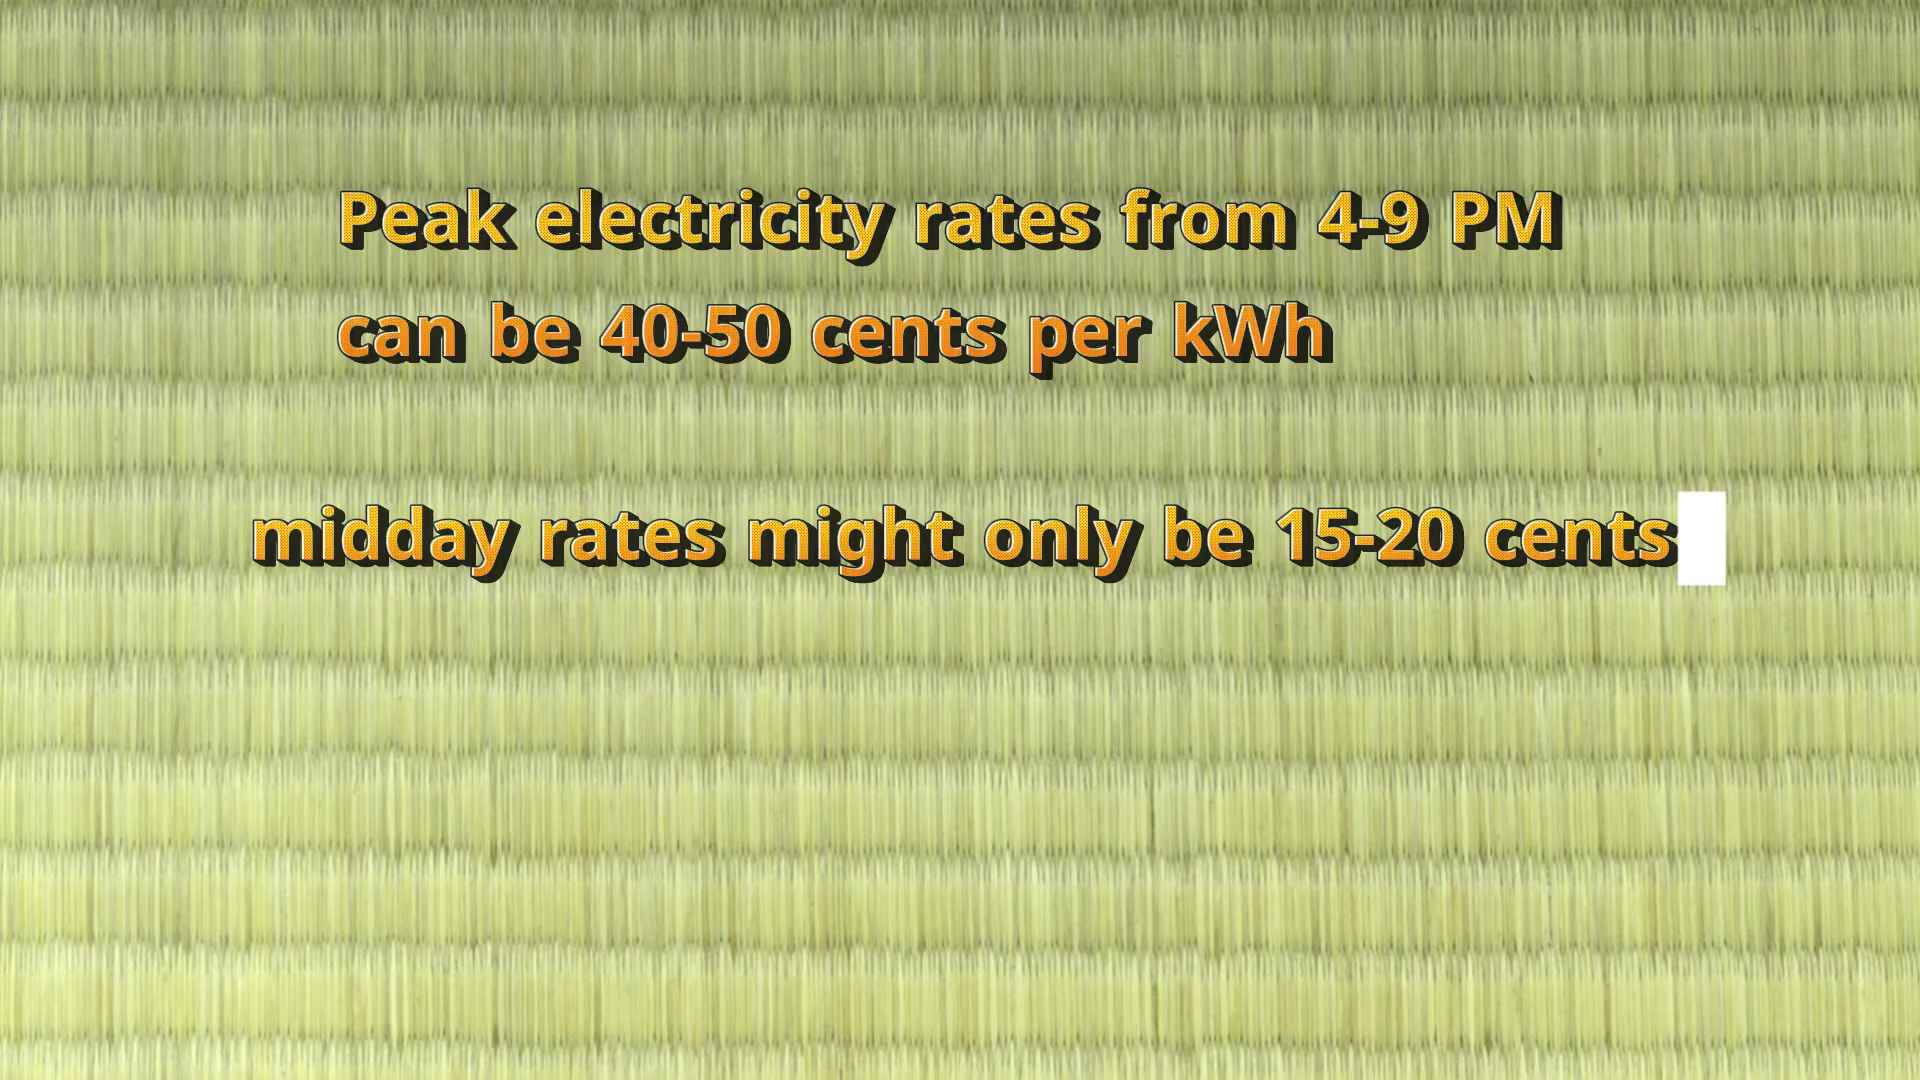 Peak electricity rates from 4-9 PM
can be 40-50 cents per kWh
midday rates might only be 15-20 cents